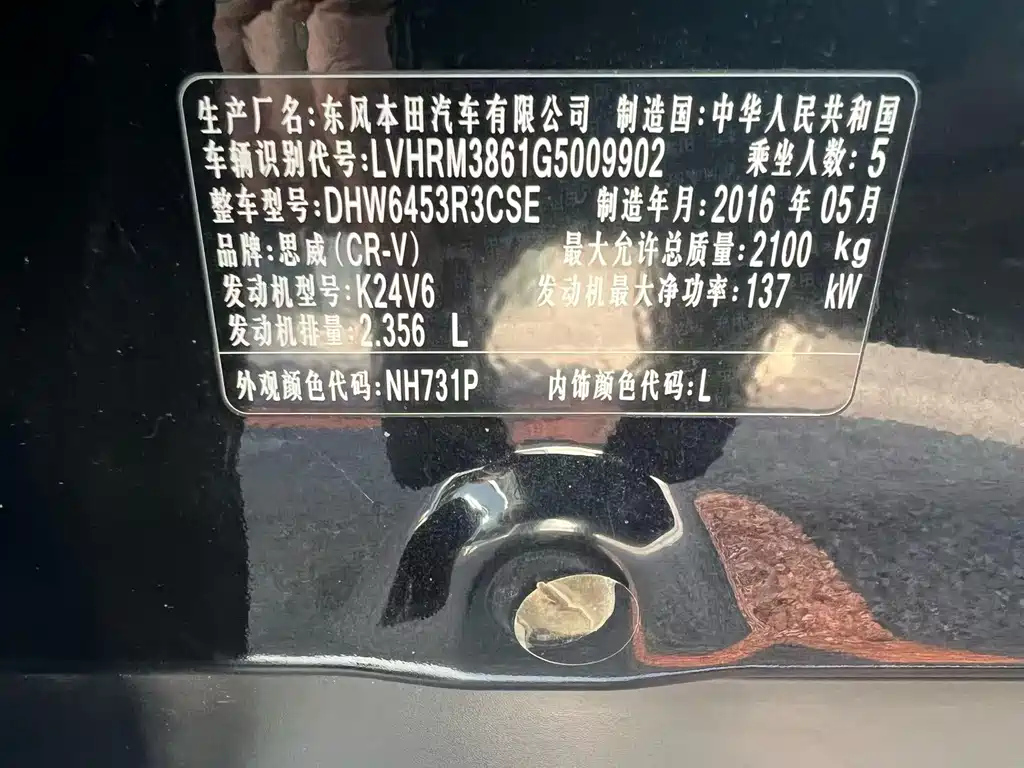 生产厂名:东风本田汽车有限公司 制造国:中华人民共和国
车辆识别代号:LVHRM3861G5009902 乘坐人数:5
整车型号:DHW6453R3CSE 制造年月:2016 年 05月
品牌:思威(CR-V) 最大允许总质量:2100 kg
发动机型号:K24V6 发动机最大净功率:137 kW
发动机排量:2.356 L
外观颜色代码:NH731P 内饰颜色代码:L